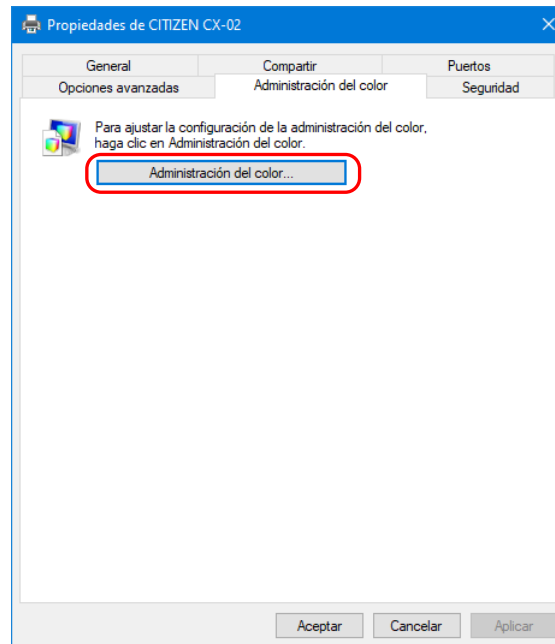 Propiedades de CITIZEN CX-02
General Compartir Puertos
Opciones avanzadas Administración del color Seguridad
Para ajustar la configuración de la administración del color,
haga clic en Administración del color.
Administración del color...
Aceptar Cancelar Aplicar